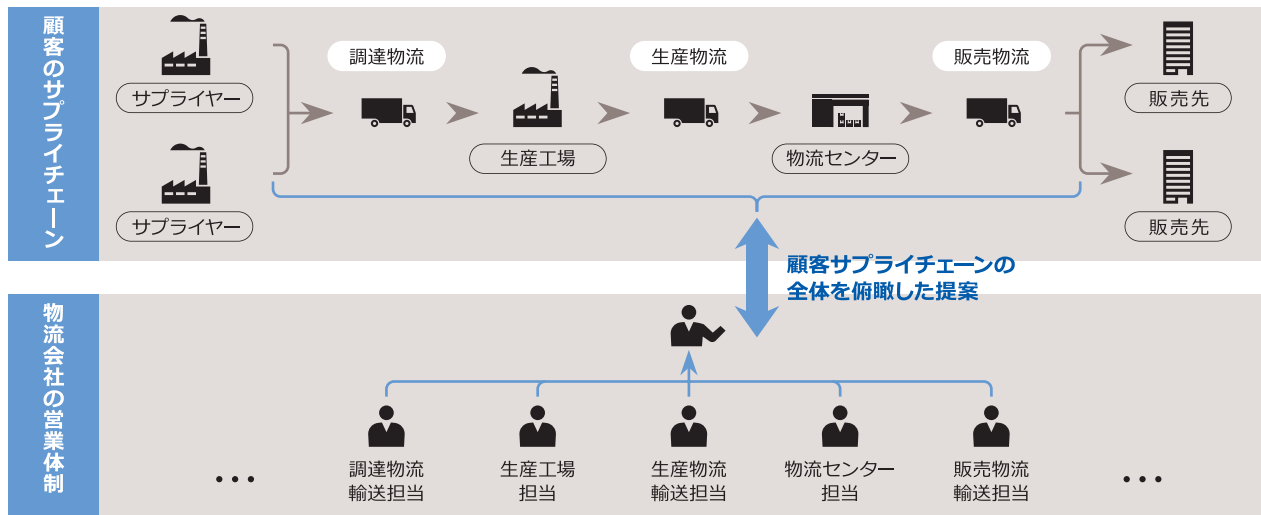 顧客のサプライチェーン
サプライヤー
サプライヤー
調達物流
生産工場
生産物流
物流センター
販売物流
販売先
販売先
顧客サプライチェーンの
全体を俯瞰した提案
物流会社の営業体制
・・・
調達物流
輸送担当
生産工場
担当
生産物流
輸送担当
物流センター
担当
販売物流
輸送担当
・・・